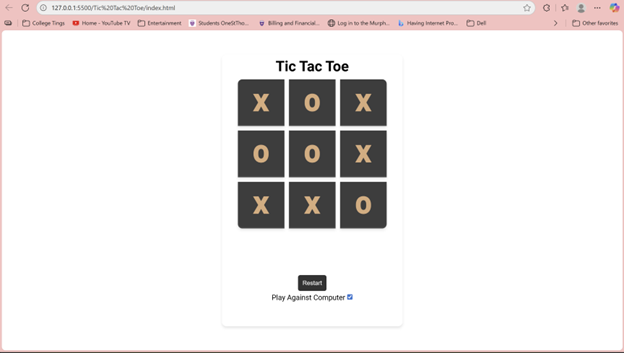 127.0.0.1:5500/Tic%20Tac%20Toe/index.html
College Tings Home - YouTube TV Entertainment Students OneStTho... Billing and Financial... Log in to the Murph... Having Internet Pro... Dell Other favorites
Tic Tac Toe
X O X
O O X
X X O
Restart
Play Against Computer